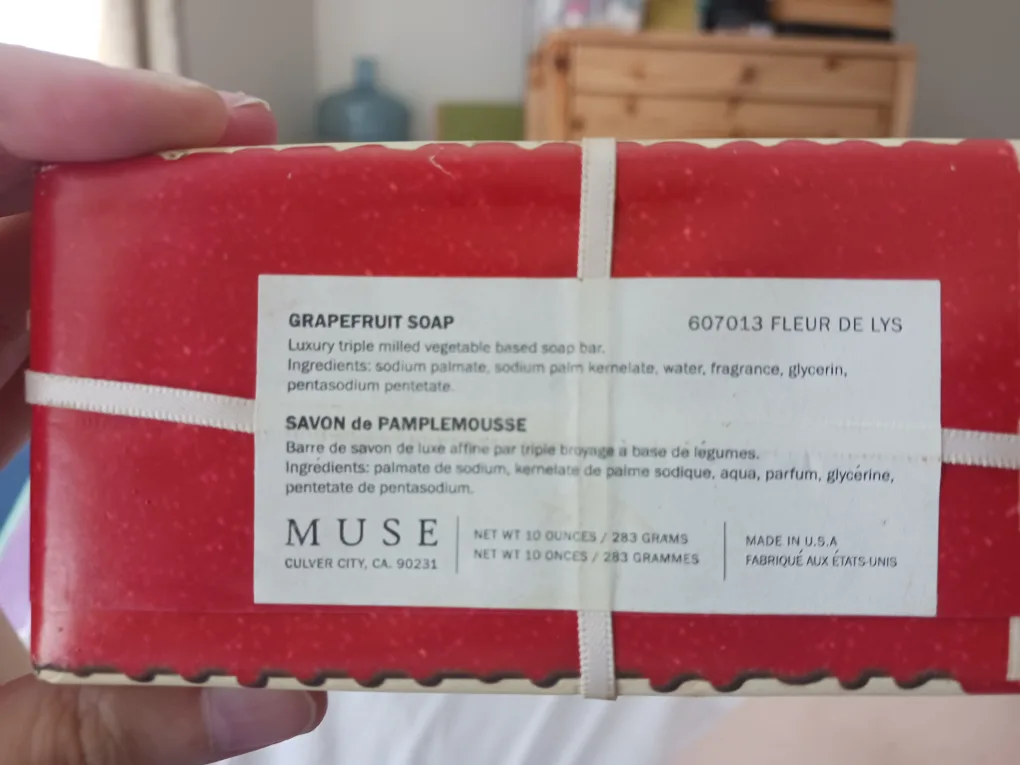 GRAPEFRUIT SOAP
607013 FLEUR DE LYS
Luxury triple milled vegetable based soap bar.
Ingredients: sodium palmate, sodium palm kernelate, water, fragrance, glycerin,
pentasodium pentetate.
SAVON de PAMPLEMOUSSE
Barre de savon de luxe affine par triple broyage à base de légumes.
Ingrédients: palmate de sodium, kernelate de palme sodique, aqua, parfum, glycérine,
pentetate de pentasodium.
MUSE
CULVER CITY, CA. 90231
NET WT 10 OUNCES / 283 GRAMS
NET WT 10 ONCES / 283 GRAMMES
MADE IN U.S.A
FABRIQUÉ AUX ÉTATS-UNIS